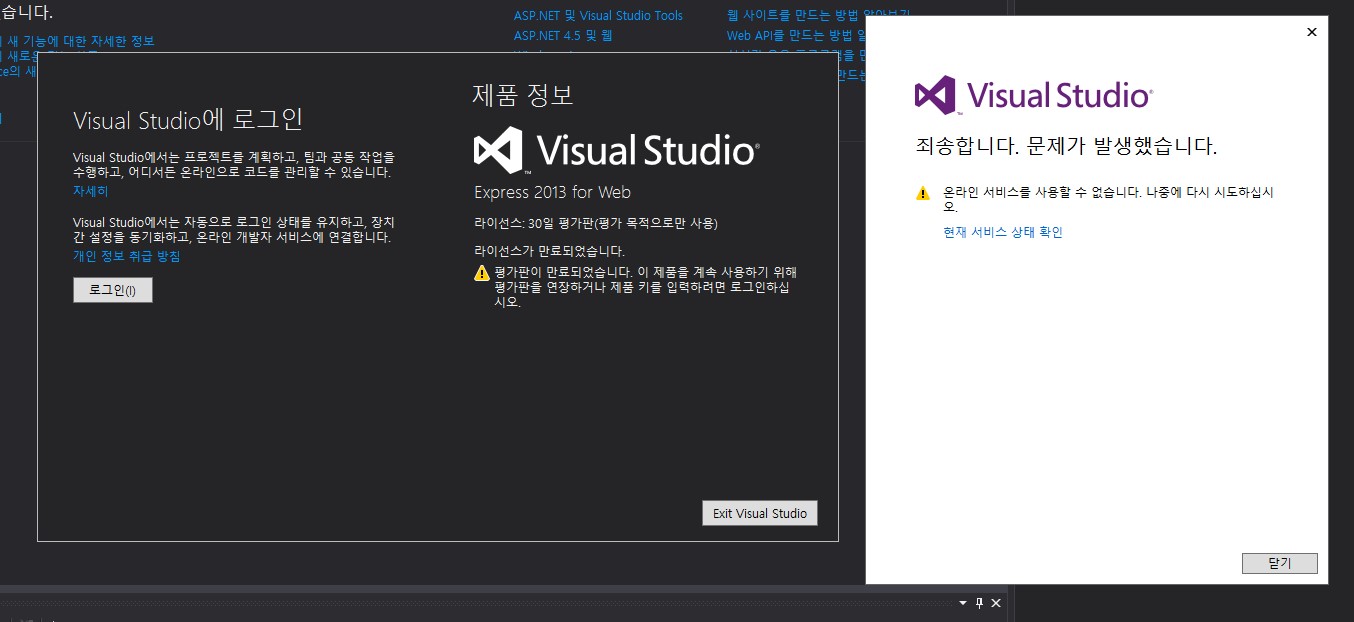 습니다.
ASP.NET 및 Visual Studio Tools
웹 사이트를 만드는 방법 알아보기
새 기능에 대한 자세한 정보
ASP.NET 4.5 및 웹
Web API를 만드는 방법
의 새
Visual Studio에 로그인
Visual Studio에서는 프로젝트를 계획하고, 팀과 공동 작업을
수행하고, 어디서든 온라인으로 코드를 관리할 수 있습니다.
자세히
Visual Studio에서는 자동으로 로그인 상태를 유지하고, 장치
간 설정을 동기화하고, 온라인 개발자 서비스에 연결합니다.
개인 정보 취급 방침
로그인(I)
제품 정보
Visual Studio
Express 2013 for Web
라이선스: 30일 평가판(평가 목적으로만 사용)
라이선스가 만료되었습니다.
평가판이 만료되었습니다. 이 제품을 계속 사용하기 위해
평가판을 연장하거나 제품 키를 입력하려면 로그인하십
시오.
Exit Visual Studio
Visual Studio
죄송합니다. 문제가 발생했습니다.
온라인 서비스를 사용할 수 없습니다. 나중에 다시 시도하십시
오.
현재 서비스 상태 확인
닫기